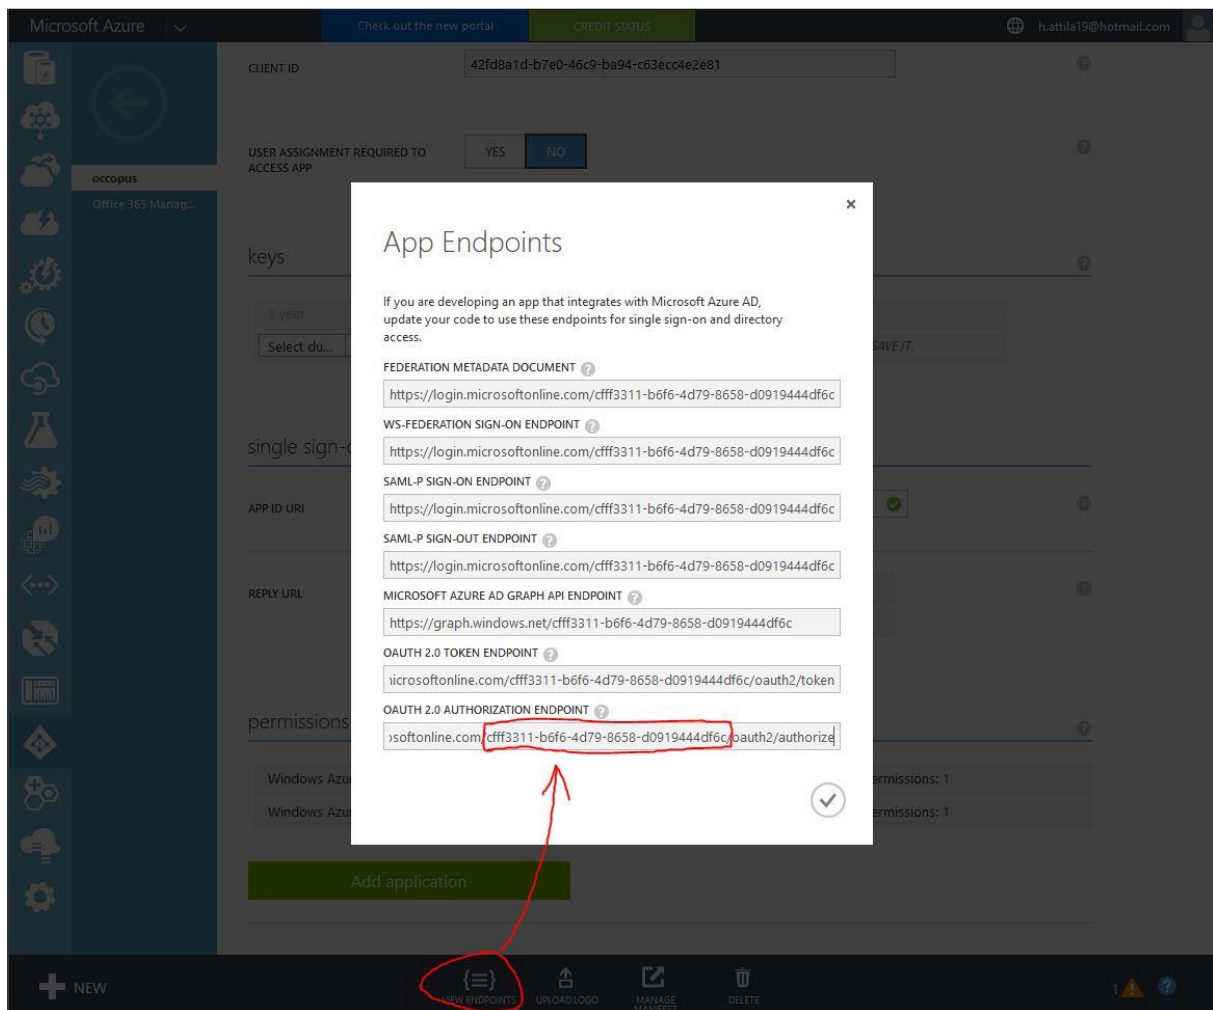 Microsoft Azure
Check out the new portal
CREDIT STATUS
h.attila19@hotmail.com
CLIENT ID
42fd8a1d-b7e0-46c9-ba94-c63ecc4e2e81
USER ASSIGNMENT REQUIRED TO
ACCESS APP
YES
NO
occopus
Office 365 Manag...
App Endpoints
keys
If you are developing an app that integrates with Microsoft Azure AD,
update your code to use these endpoints for single sign-on and directory
access.
1 year
Select du...
SAVE IT.
FEDERATION METADATA DOCUMENT
https://login.microsoftonline.com/cfff3311-b6f6-4d79-8658-d0919444df6c
WS-FEDERATION SIGN-ON ENDPOINT
https://login.microsoftonline.com/cfff3311-b6f6-4d79-8658-d0919444df6c
single sign-o
SAML-P SIGN-ON ENDPOINT
https://login.microsoftonline.com/cfff3311-b6f6-4d79-8658-d0919444df6c
APP ID URI
SAML-P SIGN-OUT ENDPOINT
https://login.microsoftonline.com/cfff3311-b6f6-4d79-8658-d0919444df6c
REPLY URL
MICROSOFT AZURE AD GRAPH API ENDPOINT
https://graph.windows.net/cfff3311-b6f6-4d79-8658-d0919444df6c
OAUTH 2.0 TOKEN ENDPOINT
icrosoftonline.com/cfff3311-b6f6-4d79-8658-d0919444df6c/oauth2/token
OAUTH 2.0 AUTHORIZATION ENDPOINT
osoftonline.com/cfff3311-b6f6-4d79-8658-d0919444df6c/oauth2/authorize
permissions
Windows Azu
ermissions: 1
Windows Azu
ermissions: 1
Add application
NEW
VIEW ENDPOINTS
UPLOAD LOGO
MANAGE
MANIFEST
DELETE
1